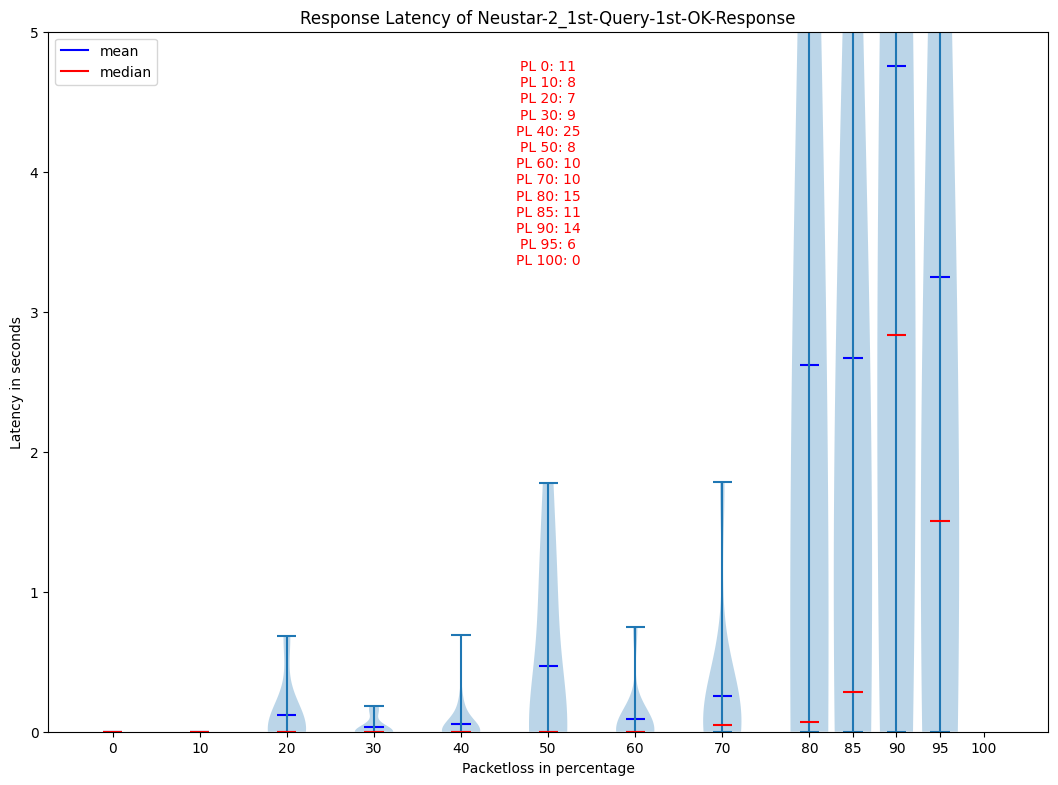 Response Latency of Neustar-2_1st-Query-1st-OK-Response
mean
median
PL 0: 11
PL 10: 8
PL 20: 7
PL 30: 9
PL 40: 25
PL 50: 8
PL 60: 10
PL 70: 10
PL 80: 15
PL 85: 11
PL 90: 14
PL 95: 6
PL 100: 0
5
4
3
2
1
0
Latency in seconds
0 10 20 30 40 50 60 70 80 85 90 95 100
Packetloss in percentage